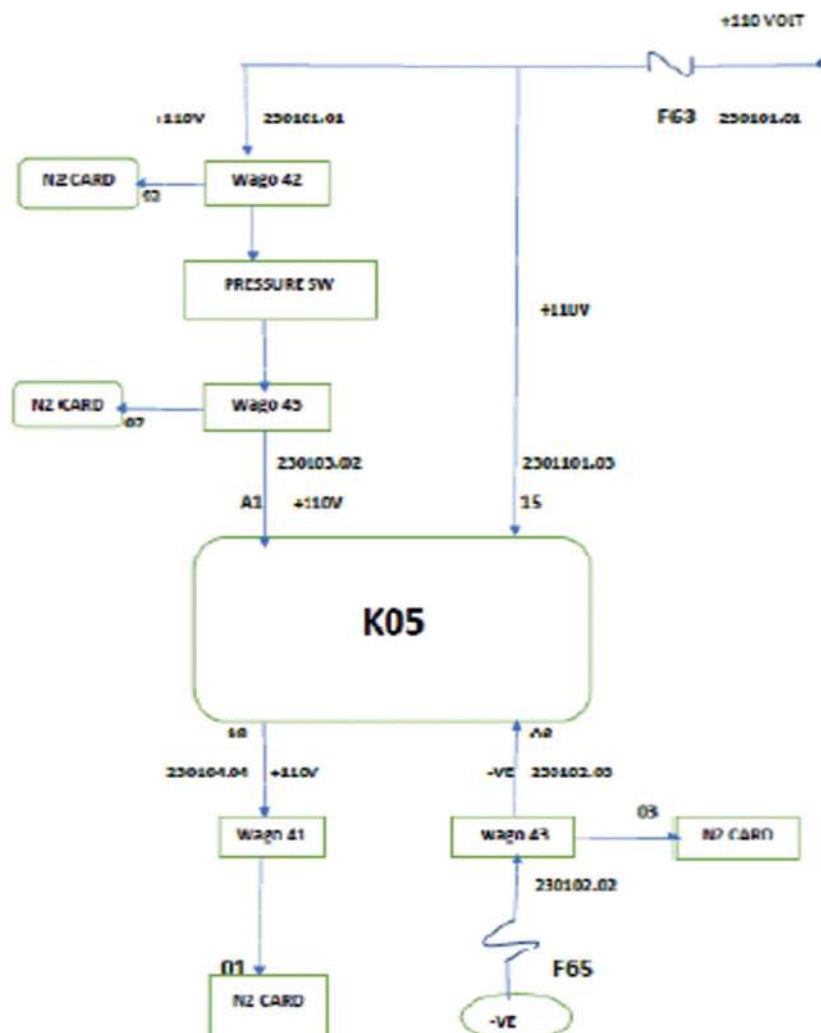 +110 VOLT
F63 230101.01
+110V 230101.01
N2 CARD
02
Wago 42
PRESSURE SW
+110V
N2 CARD
07
Wago 45
230103.02
2301101.03
A1 +110V
15
K05
18
A2
230104.04 +110V
-VE 230102.03
Wago 41
wago 43
03
N2 CARD
230102.02
01
F65
N2 CARD
-VE